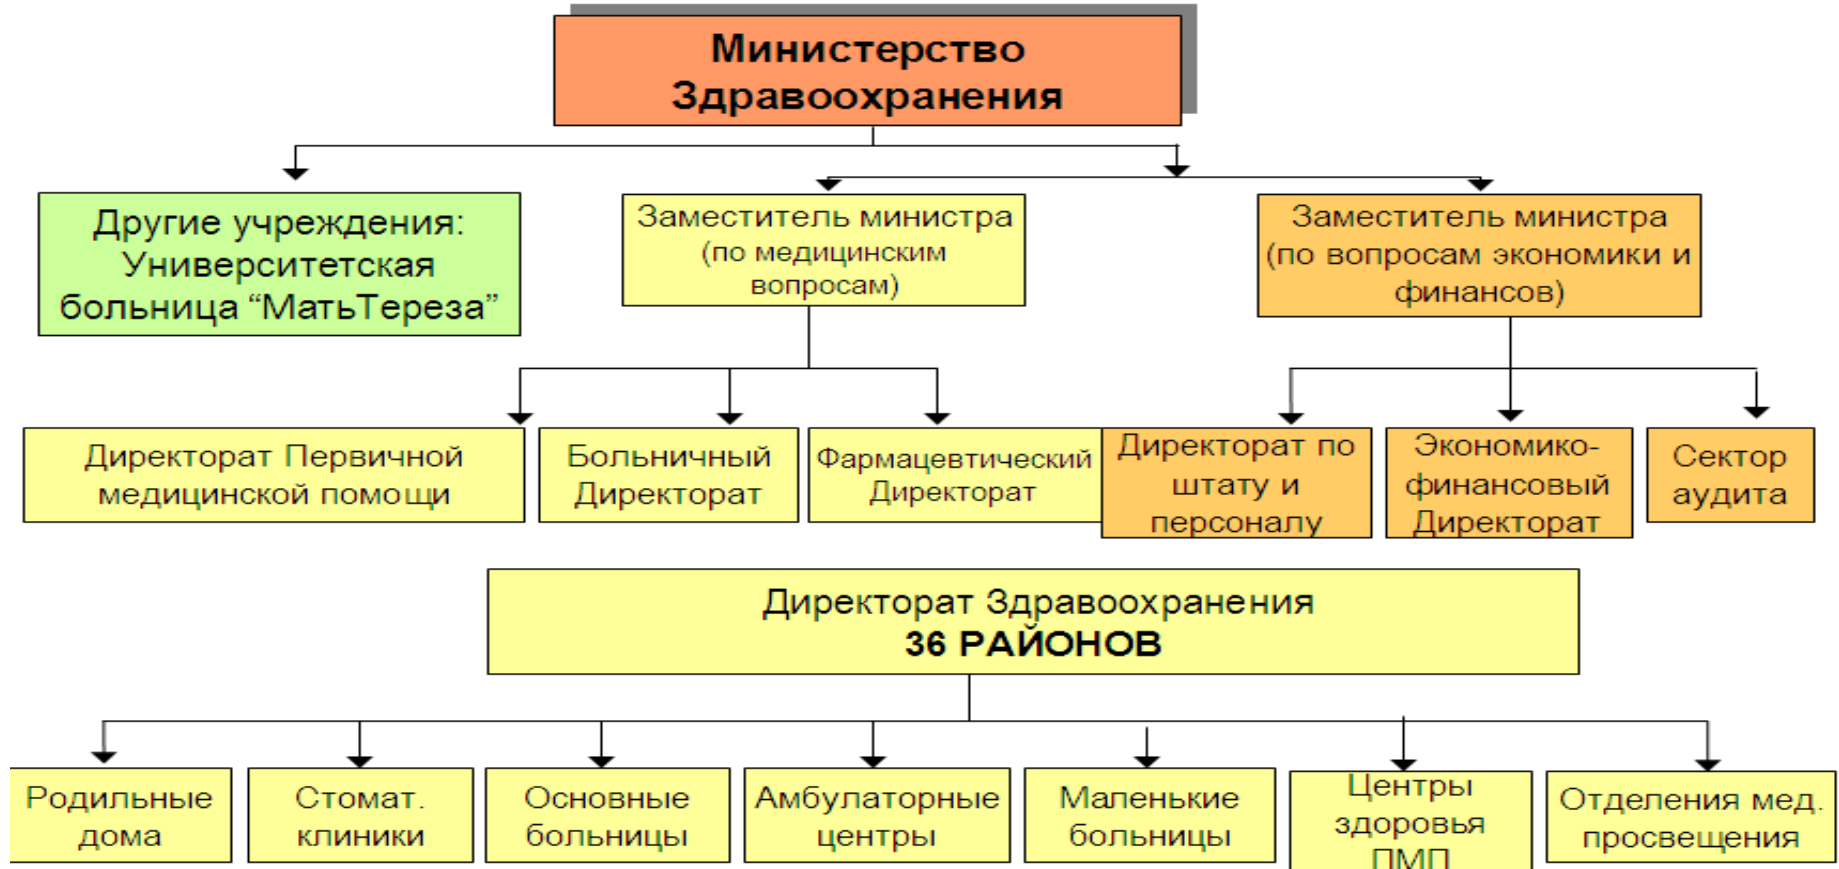 Министерство
Здравоохранения
Другие учреждения:
Университетская
больница “МатьТереза”
Заместитель министра
(по медицинским
вопросам)
Заместитель министра
(по вопросам экономики и
финансов)
Директорат Первичной
медицинской помощи
Больничный
Директорат
Фармацевтический
Директорат
Директорат по
штату и
персоналу
Экономико-
финансовый
Директорат
Сектор
аудита
Директорат Здравоохранения
36 РАЙОНОВ
Родильные
дома
Стомат.
клиники
Основные
больницы
Амбулаторные
центры
Маленькие
больницы
Центры
здоровья
ПМП
Отделения мед.
просвещения